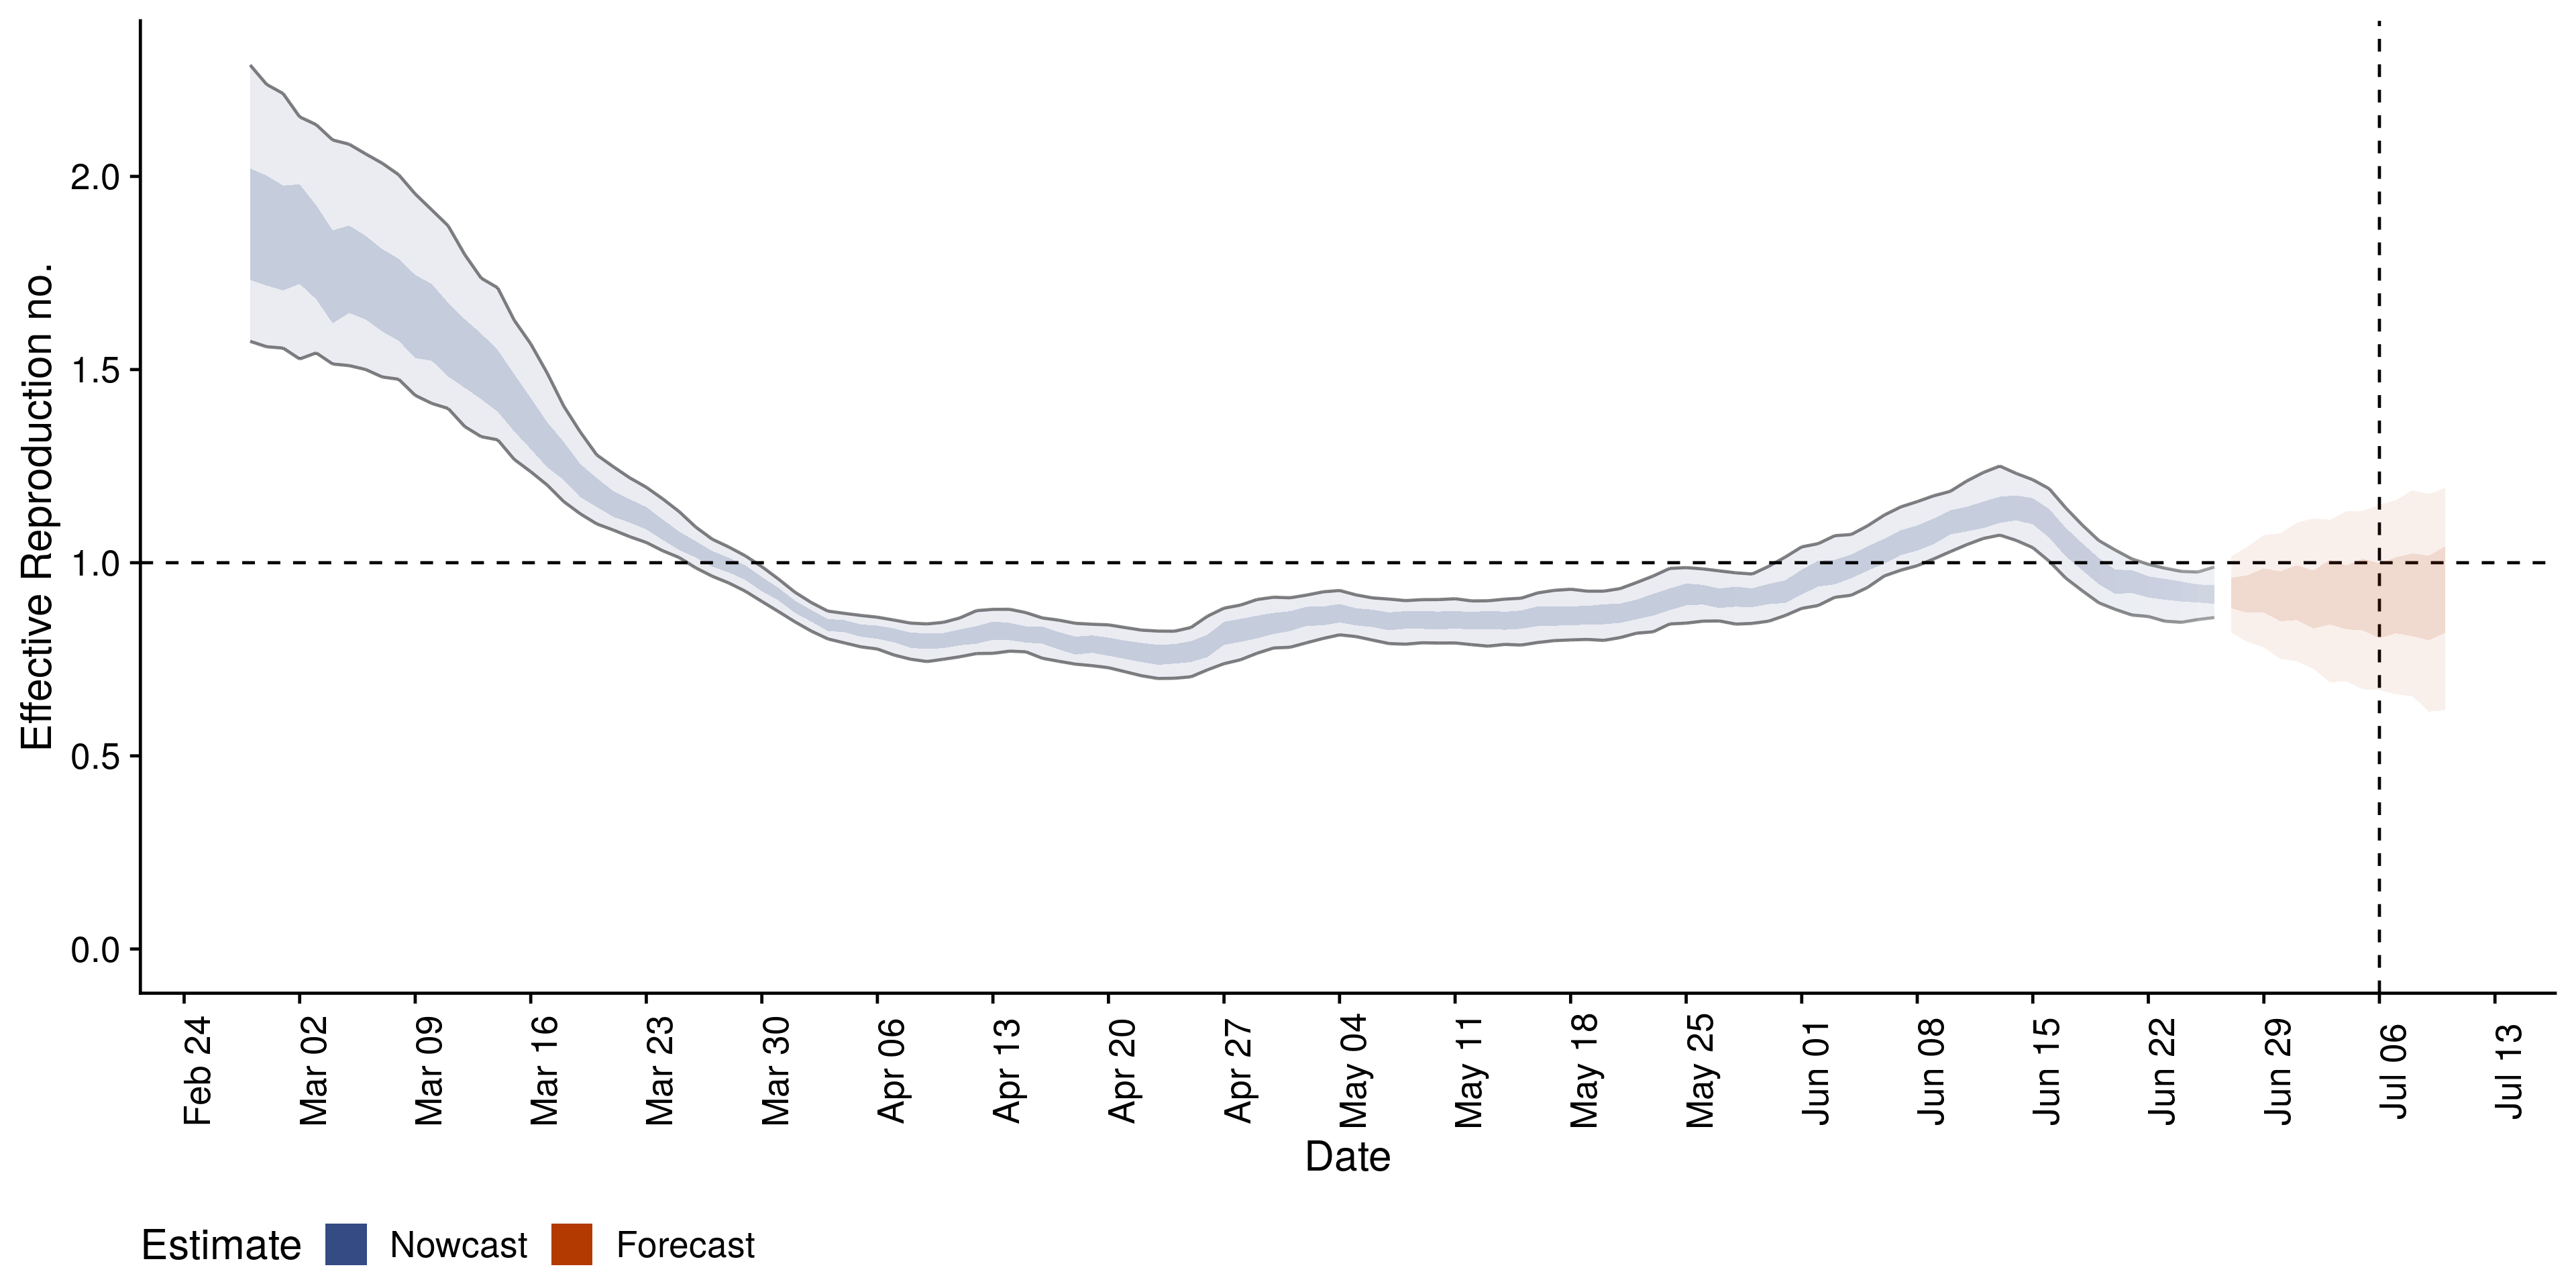 Effective Reproduction no.
2.0
1.5
1.0
0.5
0.0
Feb 24
Mar 02
Mar 09
Mar 16
Mar 23
Mar 30
Apr 06
Apr 13
Apr 20
Apr 27
May 04
May 11
May 18
May 25
Jun 01
Jun 08
Jun 15
Jun 22
Jun 29
Jul 06
Jul 13
Date
Estimate Nowcast Forecast